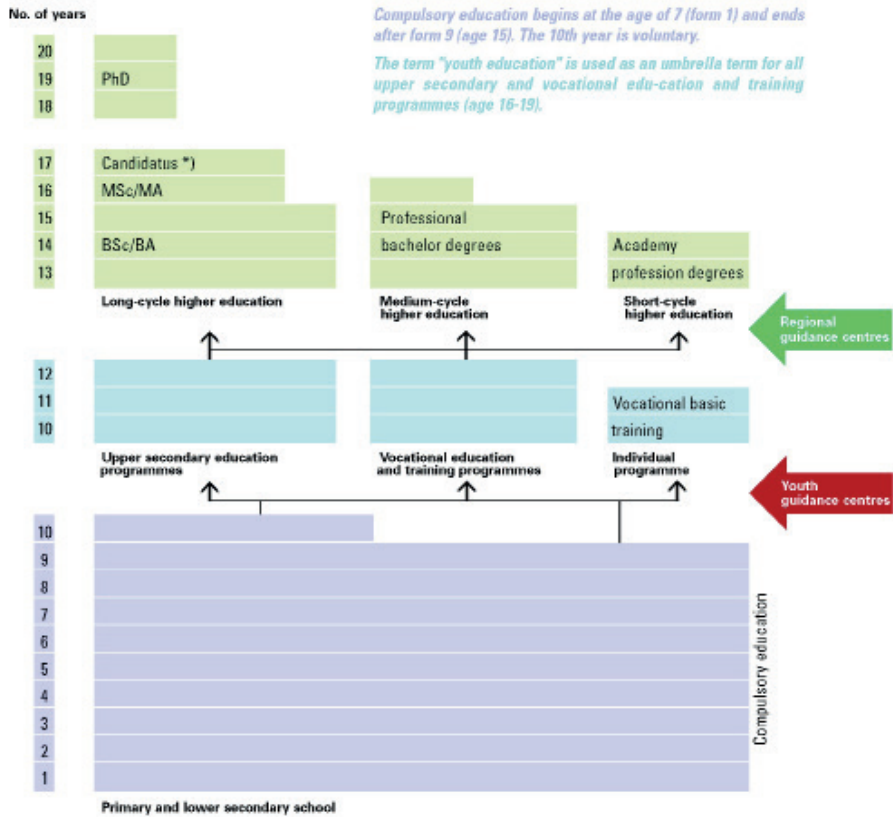 No. of years
Compulsory education begins at the age of 7 (form 1) and ends
after form 9 (age 15). The 10th year is voluntary.
The term "youth education" is used as an umbrella term for all
upper secondary and vocational edu-cation and training
programmes (age 16-19).
20
19 PhD
18
17 Candidatus *)
16 MSc/MA
15 Professional
14 BSc/BA bachelor degrees Academy
13 profession degrees
Long-cycle higher education Medium-cycle Short-cycle
higher education higher education
Regional
guidance centres
12
11 Vocational basic
10 training
Upper secondary education Vocational education Individual
programmes and training programmes programme
Youth
guidance centres
10
9
8
7
6
5
4
3
2
1
Compulsory education
Primary and lower secondary school